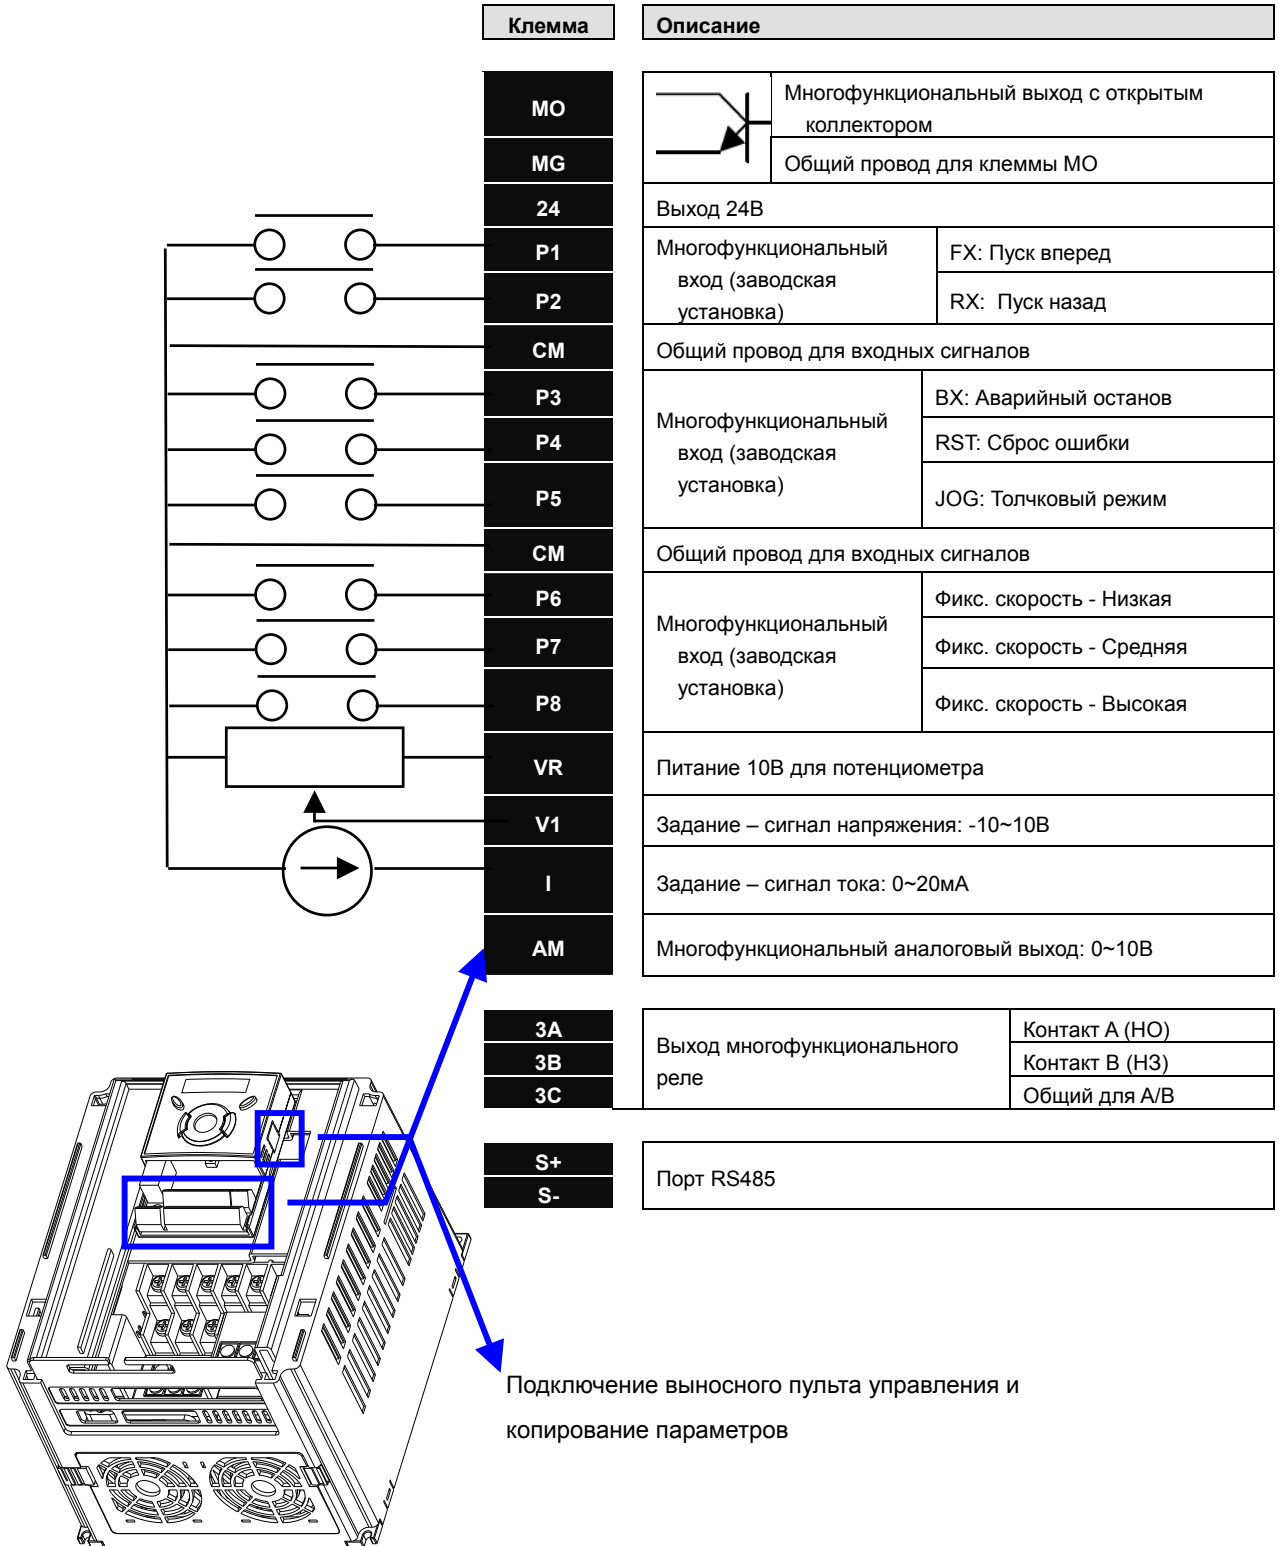 Клемма Описание
MO Многофункциональный выход с открытым
коллектором
MG Общий провод для клеммы МО
24 Выход 24В
P1 Многофункциональный FX: Пуск вперед
вход (заводская
P2 установка) RX: Пуск назад
CM Общий провод для входных сигналов
P3 BX: Аварийный останов
Многофункциональный
P4 вход (заводская RST: Сброс ошибки
установка)
P5 JOG: Толчковый режим
CM Общий провод для входных сигналов
P6 Фикс. скорость - Низкая
Многофункциональный
P7 вход (заводская Фикс. скорость - Средняя
установка)
P8 Фикс. скорость - Высокая
VR Питание 10В для потенциометра
V1 Задание – сигнал напряжения: -10~10В
I Задание – сигнал тока: 0~20мА
AM Многофункциональный аналоговый выход: 0~10В
3A Контакт А (НО)
Выход многофункционального
3B Контакт В (НЗ)
реле
3C Общий для А/В
S+
Порт RS485
S-
Подключение выносного пульта управления и
копирование параметров